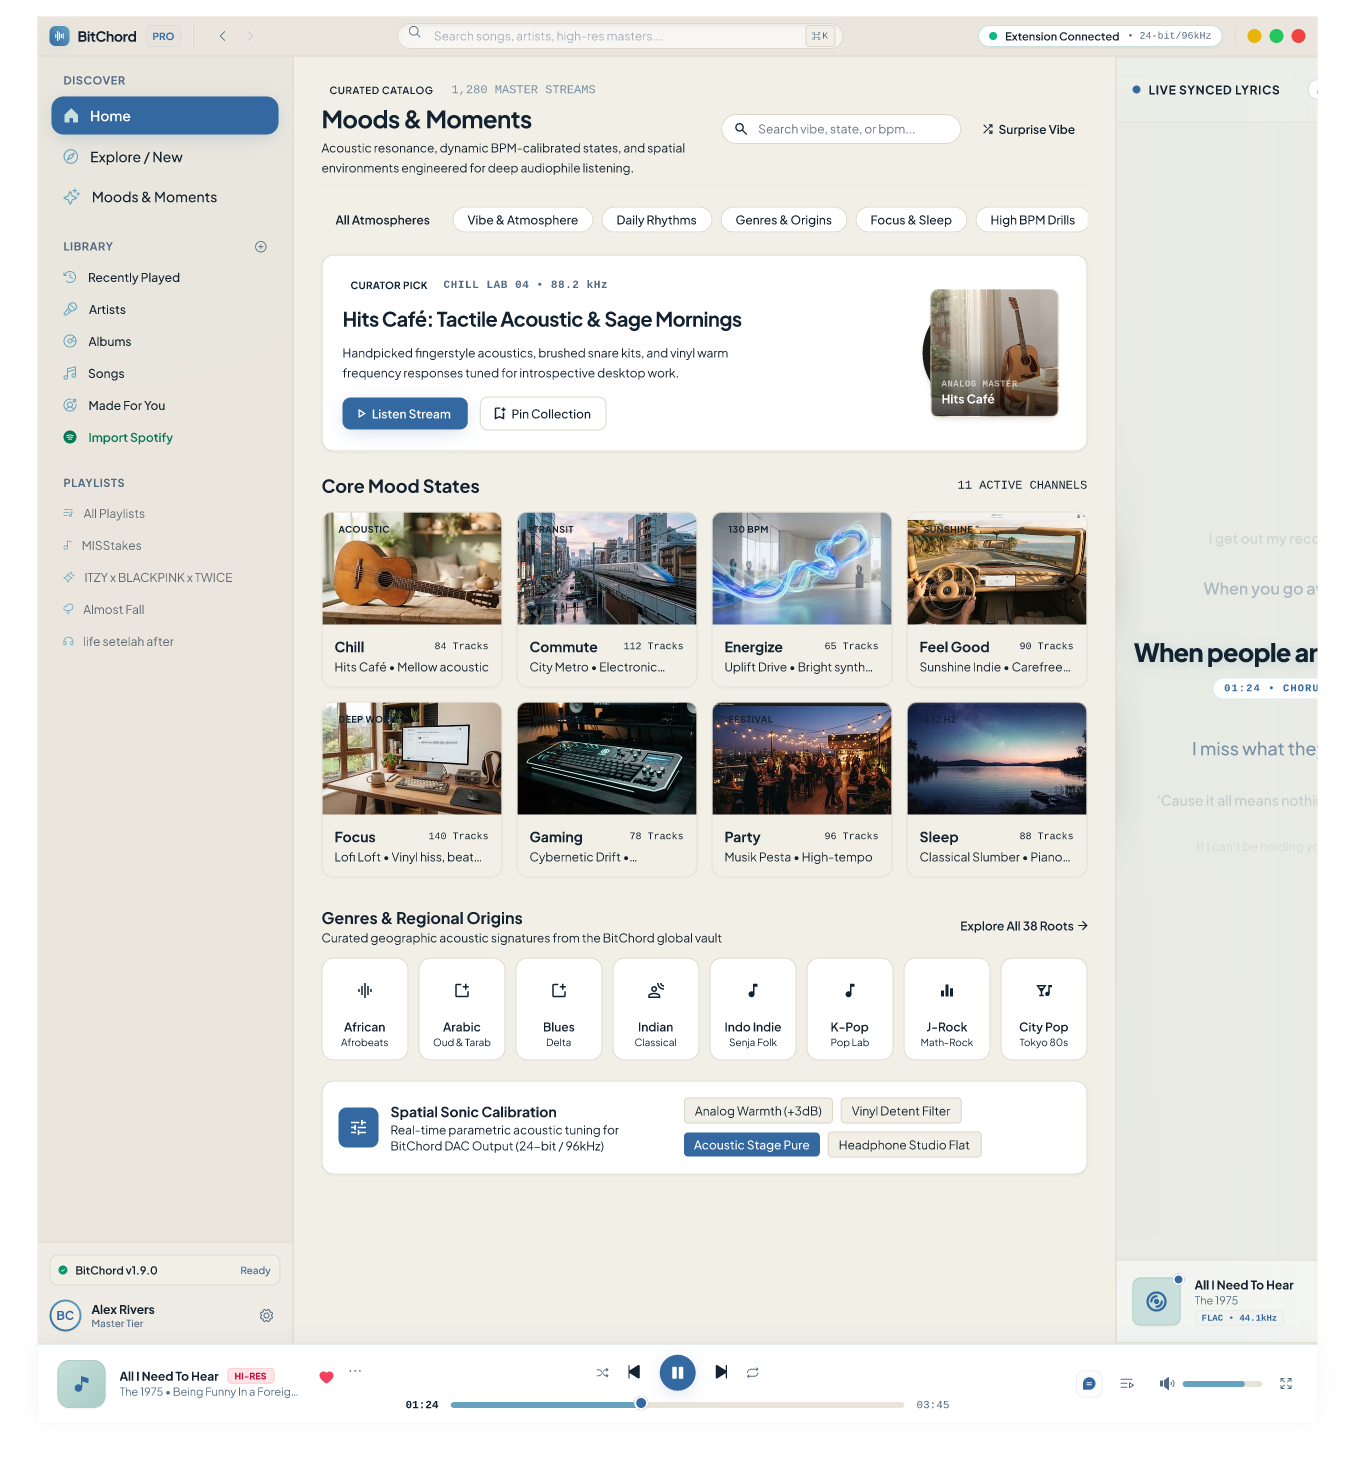 BitChord PRO
Search songs, artists, high-res masters...
⌘K
Extension Connected • 24-bit/96kHz
DISCOVER
Home
Explore / New
Moods & Moments
LIBRARY
Recently Played
Artists
Albums
Songs
Made For You
Import Spotify
PLAYLISTS
All Playlists
MISStakes
ITZY x BLACKPINK x TWICE
Almost Fall
life setelah after
BitChord v1.9.0 Ready
BC
Alex Rivers
Master Tier
CURATED CATALOG 1,280 MASTER STREAMS
Moods & Moments
Acoustic resonance, dynamic BPM-calibrated states, and spatial
environments engineered for deep audiophile listening.
Search vibe, state, or bpm...
Surprise Vibe
All Atmospheres
Vibe & Atmosphere
Daily Rhythms
Genres & Origins
Focus & Sleep
High BPM Drills
CURATOR PICK CHILL LAB 04 • 88.2 kHz
Hits Café: Tactile Acoustic & Sage Mornings
Handpicked fingerstyle acoustics, brushed snare kits, and vinyl warm
frequency responses tuned for introspective desktop work.
Listen Stream
Pin Collection
ANALOG MASTER
Hits Café
Core Mood States
11 ACTIVE CHANNELS
ACOUSTIC
Chill 84 Tracks
Hits Café • Mellow acoustic
TRANSIT
Commute 112 Tracks
City Metro • Electronic...
130 BPM
Energize 65 Tracks
Uplift Drive • Bright synth...
SUNSHINE
Feel Good 90 Tracks
Sunshine Indie • Carefree...
DEEP WORK
Focus 140 Tracks
Lofi Loft • Vinyl hiss, beat...
Gaming 78 Tracks
Cybernetic Drift •...
FESTIVAL
Party 96 Tracks
Musik Pesta • High-tempo
432 HZ
Sleep 88 Tracks
Classical Slumber • Piano...
Genres & Regional Origins
Curated geographic acoustic signatures from the BitChord global vault
Explore All 38 Roots →
African
Afrobeats
Arabic
Oud & Tarab
Blues
Delta
Indian
Classical
Indo Indie
Senja Folk
K-Pop
Pop Lab
J-Rock
Math-Rock
City Pop
Tokyo 80s
Spatial Sonic Calibration
Real-time parametric acoustic tuning for
BitChord DAC Output (24-bit / 96kHz)
Analog Warmth (+3dB)
Vinyl Detent Filter
Acoustic Stage Pure
Headphone Studio Flat
LIVE SYNCED LYRICS
I get out my reco
When you go a
When people ar
01:24 • CHORU
I miss what they
'Cause it all means nothi
If I can't be holding yo
All I Need To Hear
The 1975
FLAC • 44.1kHz
All I Need To Hear HI-RES
The 1975 • Being Funny In a Foreig...
...
01:24
03:45